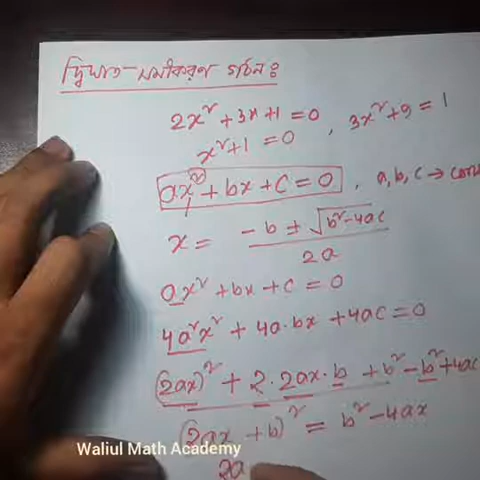 দ্বিঘাত-সমীকরণ গঠনঃ
2x² + 3x + 1 = 0 , 3x² + 9 = 1
x² + 1 = 0
ax² + bx + c = 0 , a, b, c → con
x = (-b ± √(b² - 4ac)) / 2a
ax² + bx + c = 0
4a²x² + 4a·bx + 4ac = 0
(2ax)² + 2·2ax·b + b² - b² + 4ac
(2ax + b)² = b² - 4ax
2a
Waliul Math Academy